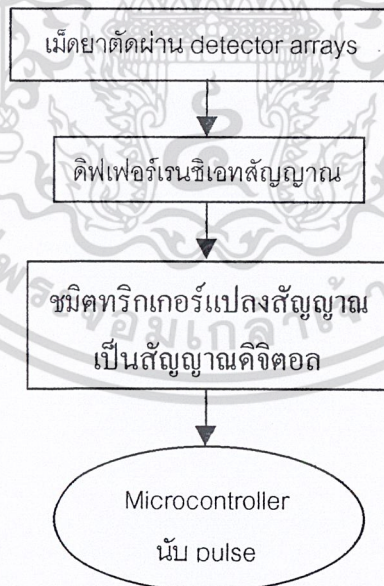 เม็ดยาตัดผ่าน detector arrays
ดิฟเฟอร์เรนชิเอทสัญญาณ
ชมิตทริกเกอร์แปลงสัญญาณ
เป็นสัญญาณดิจิตอล
Microcontroller
นับ pulse